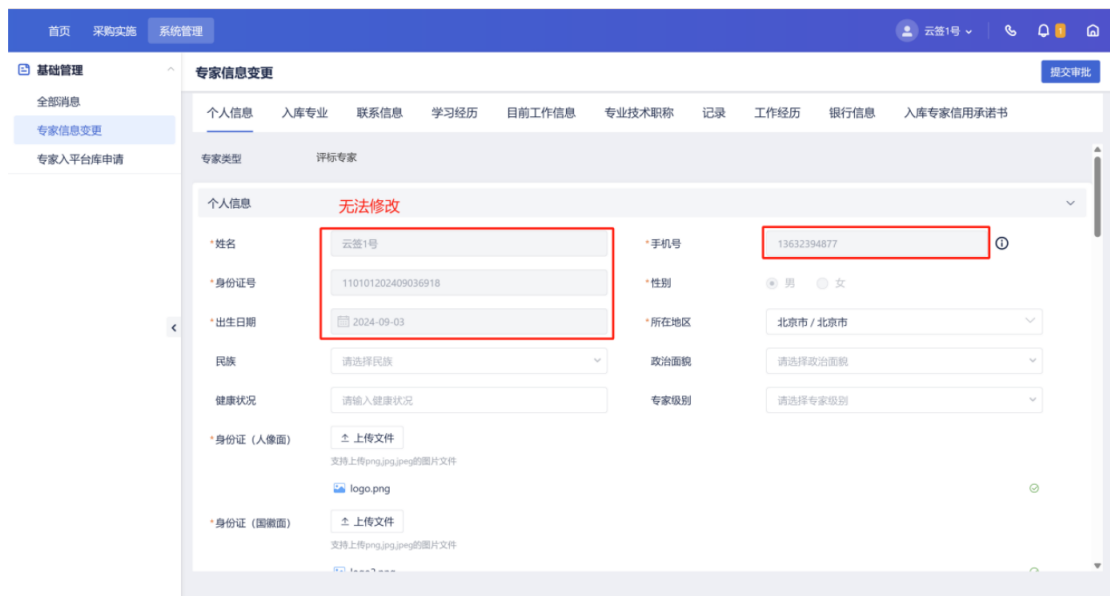 首页 采购实施 系统管理 云签1号 1
基础管理
全部消息
专家信息变更
专家入平台库申请
专家信息变更 提交审批
个人信息 入库专业 联系信息 学习经历 目前工作信息 专业技术职称 记录 工作经历 银行信息 入库专家信用承诺书
专家类型 评标专家
个人信息 无法修改
*姓名 云签1号 *手机号 13632394877
*身份证号 110101202409036918 *性别 男 女
*出生日期 2024-09-03 *所在地区 北京市 / 北京市
民族 请选择民族 政治面貌 请选择政治面貌
健康状况 请输入健康状况 专家级别 请选择专家级别
*身份证（人像面） 上传文件
支持上传png,jpg,jpeg的图片文件
logo.png
*身份证（国徽面） 上传文件
支持上传png,jpg,jpeg的图片文件